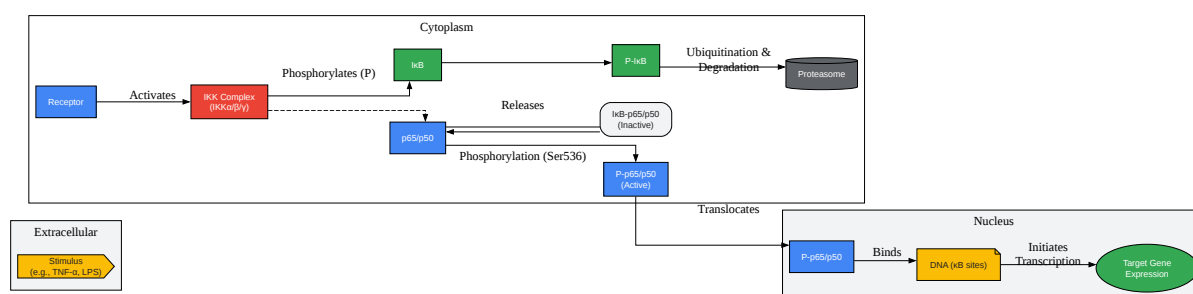 Cytoplasm
Receptor
Activates
IKK Complex
(IKKα/β/γ)
Phosphorylates (P)
IκB
P-IκB
Ubiquitination &
Degradation
Proteasome
p65/p50
Releases
IκB-p65/p50
(Inactive)
Phosphorylation (Ser536)
P-p65/p50
(Active)
Translocates
Extracellular
Stimulus
(e.g., TNF-α, LPS)
Nucleus
P-p65/p50
Binds
DNA (κB sites)
Initiates
Transcription
Target Gene
Expression